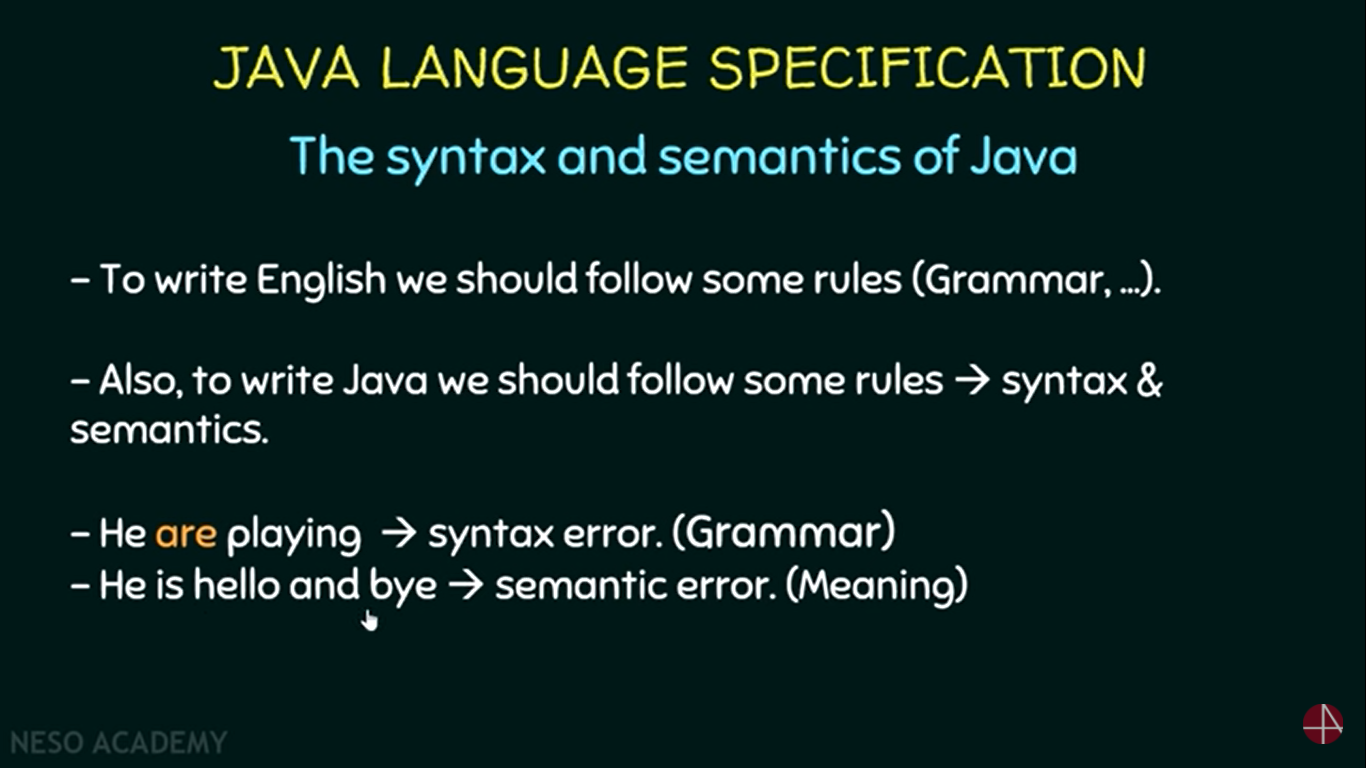 JAVA LANGUAGE SPECIFICATION
The syntax and semantics of Java
– To write English we should follow some rules (Grammar, ...).
– Also, to write Java we should follow some rules → syntax &
semantics.
– He are playing → syntax error. (Grammar)
– He is hello and bye → semantic error. (Meaning)
NESO ACADEMY